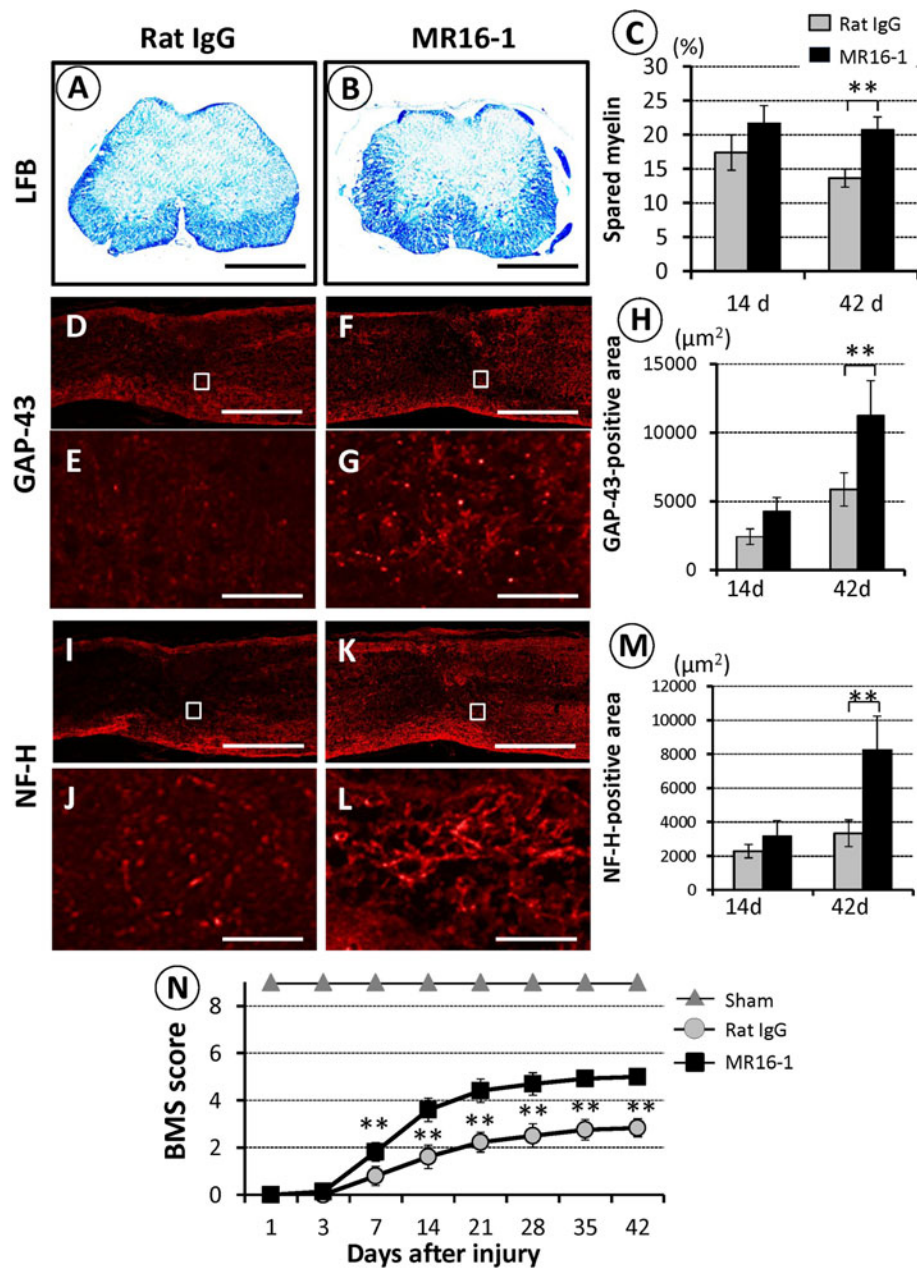 Rat IgG
MR16-1
LFB
A
B
C
(%)
Rat IgG
MR16-1
Spared myelin
30
25
20
15
10
5
0
**
14 d
42 d
GAP-43
D
F
E
G
H
(μm²)
GAP-43-positive area
15000
10000
5000
0
**
14d
42d
NF-H
I
K
J
L
M
(μm²)
NF-H-positive area
12000
10000
8000
6000
4000
2000
0
**
14d
42d
N
BMS score
8
6
4
2
0
** ** ** ** ** **
1 3 7 14 21 28 35 42
Days after injury
Sham
Rat IgG
MR16-1